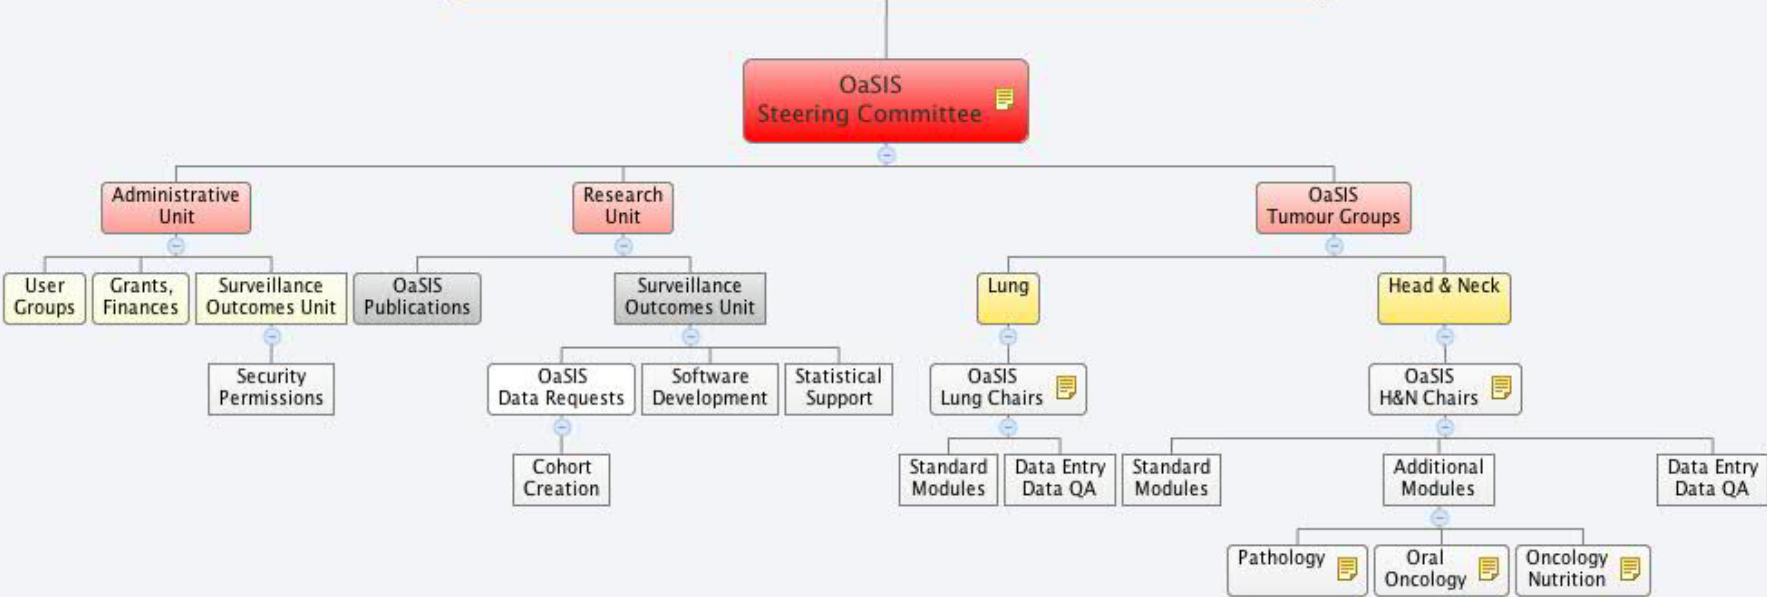 OaSIS
Steering Committee
Administrative
Unit
Research
Unit
OaSIS
Tumour Groups
User
Groups
Grants,
Finances
Surveillance
Outcomes Unit
OaSIS
Publications
Surveillance
Outcomes Unit
Lung
Head & Neck
Security
Permissions
OaSIS
Data Requests
Software
Development
Statistical
Support
OaSIS
Lung Chairs
OaSIS
H&N Chairs
Cohort
Creation
Standard
Modules
Data Entry
Data QA
Standard
Modules
Additional
Modules
Data Entry
Data QA
Pathology
Oral
Oncology
Oncology
Nutrition